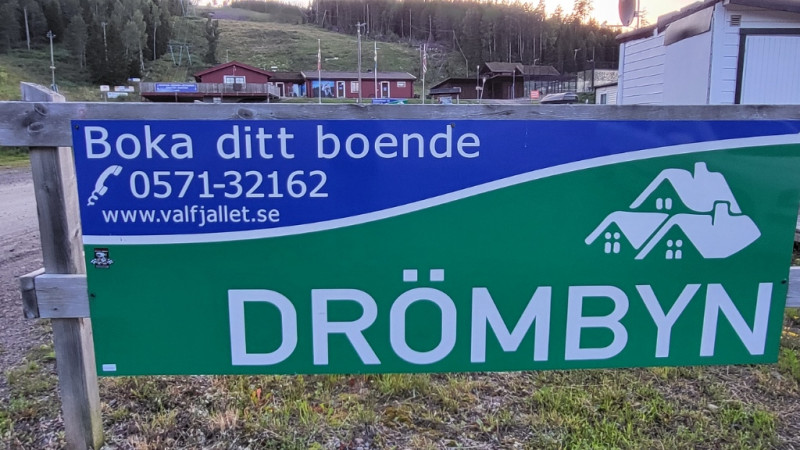 Boka ditt boende
0571-32162
www.valfjallet.se
DRÖMBYN